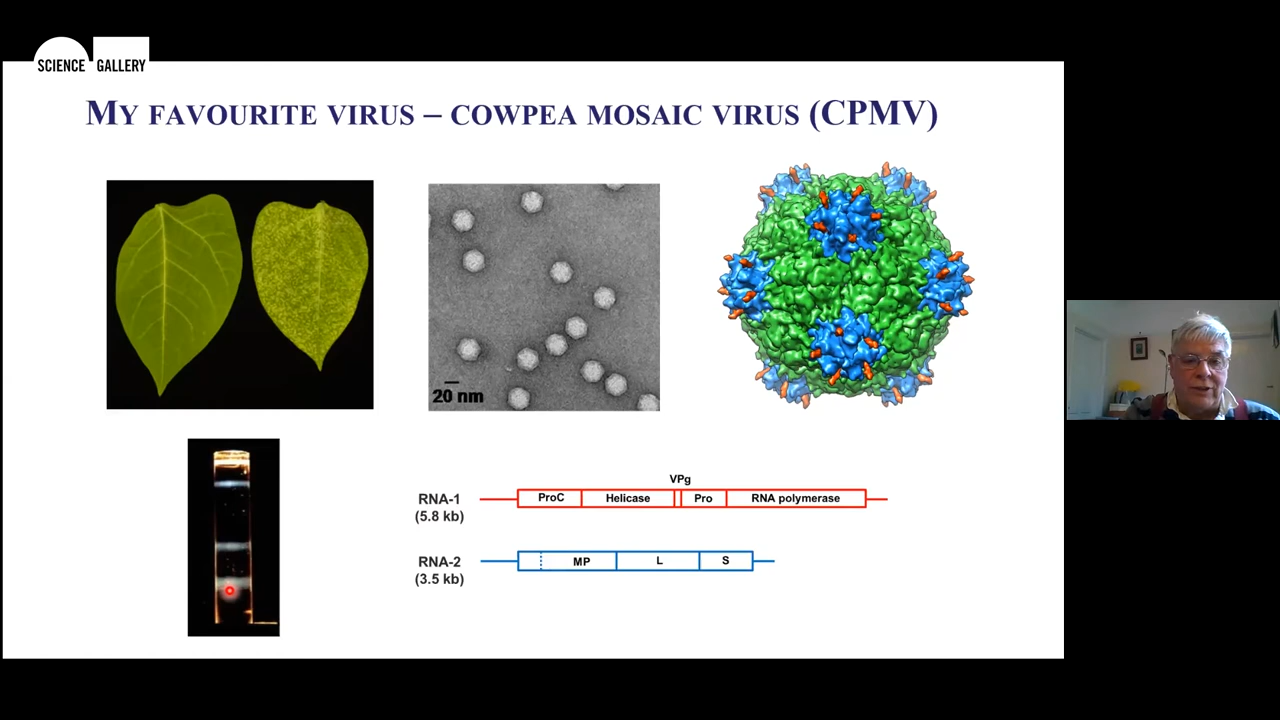 SCIENCE GALLERY
MY FAVOURITE VIRUS – COWPEA MOSAIC VIRUS (CPMV)
20 nm
VPg
RNA-1
(5.8 kb)
ProC Helicase Pro RNA polymerase
RNA-2
(3.5 kb)
MP L S